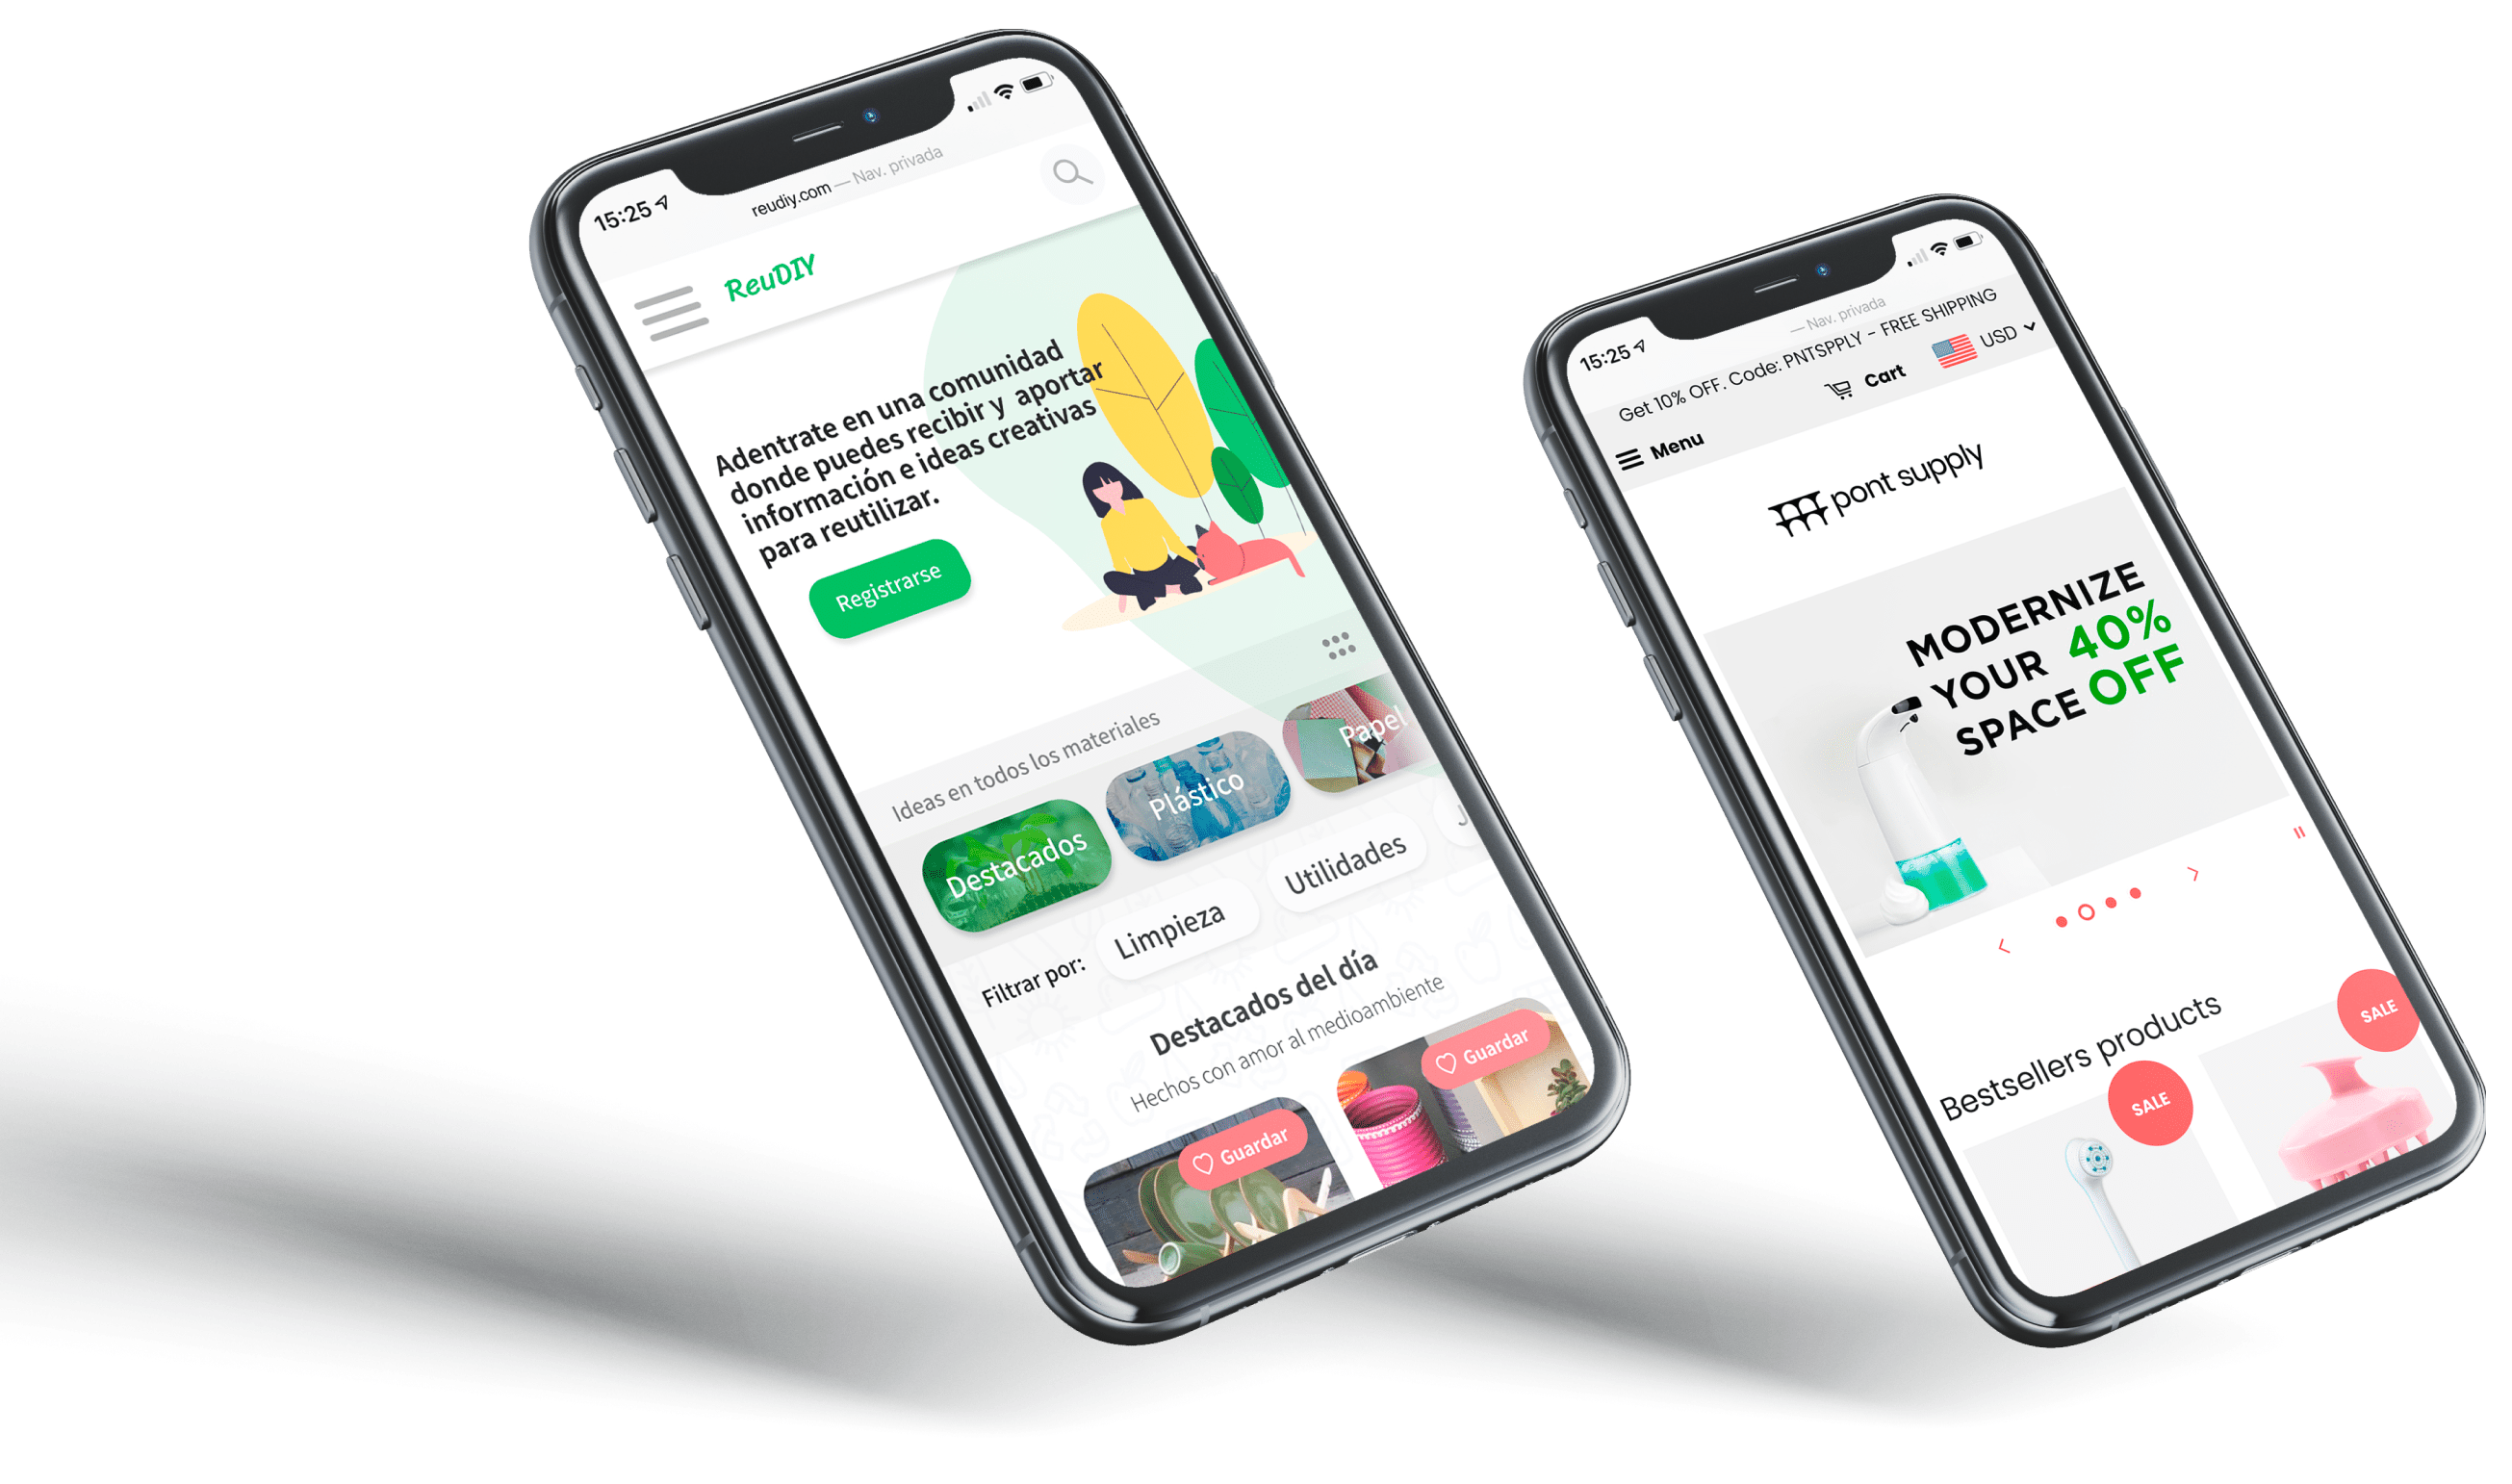 15:25
reudiy.com — Nav. privada
ReuDIY
Adentrate en una comunidad
donde puedes recibir y aportar
información e ideas creativas
para reutilizar.
Registrarse
Ideas en todos los materiales
Destacados
Plástico
Papel
Filtrar por:
Limpieza
Utilidades
J
Destacados del día
Hechos con amor al medioambiente
Guardar
Guardar
15:25
— Nav. privada
Get 10% OFF. Code: PNTSPPLY - FREE SHIPPING
Menu
Cart
USD
pont supply
MODERNIZE
YOUR 40%
SPACE OFF
Bestsellers products
SALE
SALE